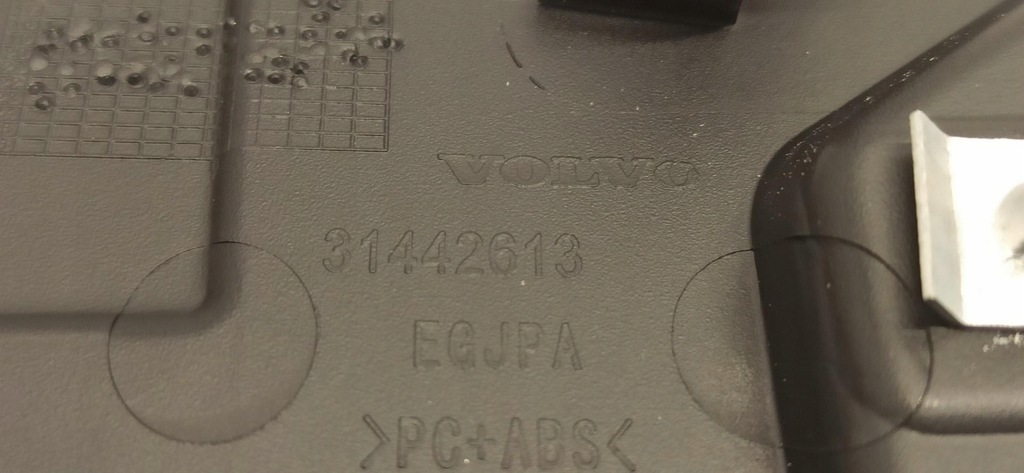 VOLVO
31442613
EGJPA
>PC+ABS<